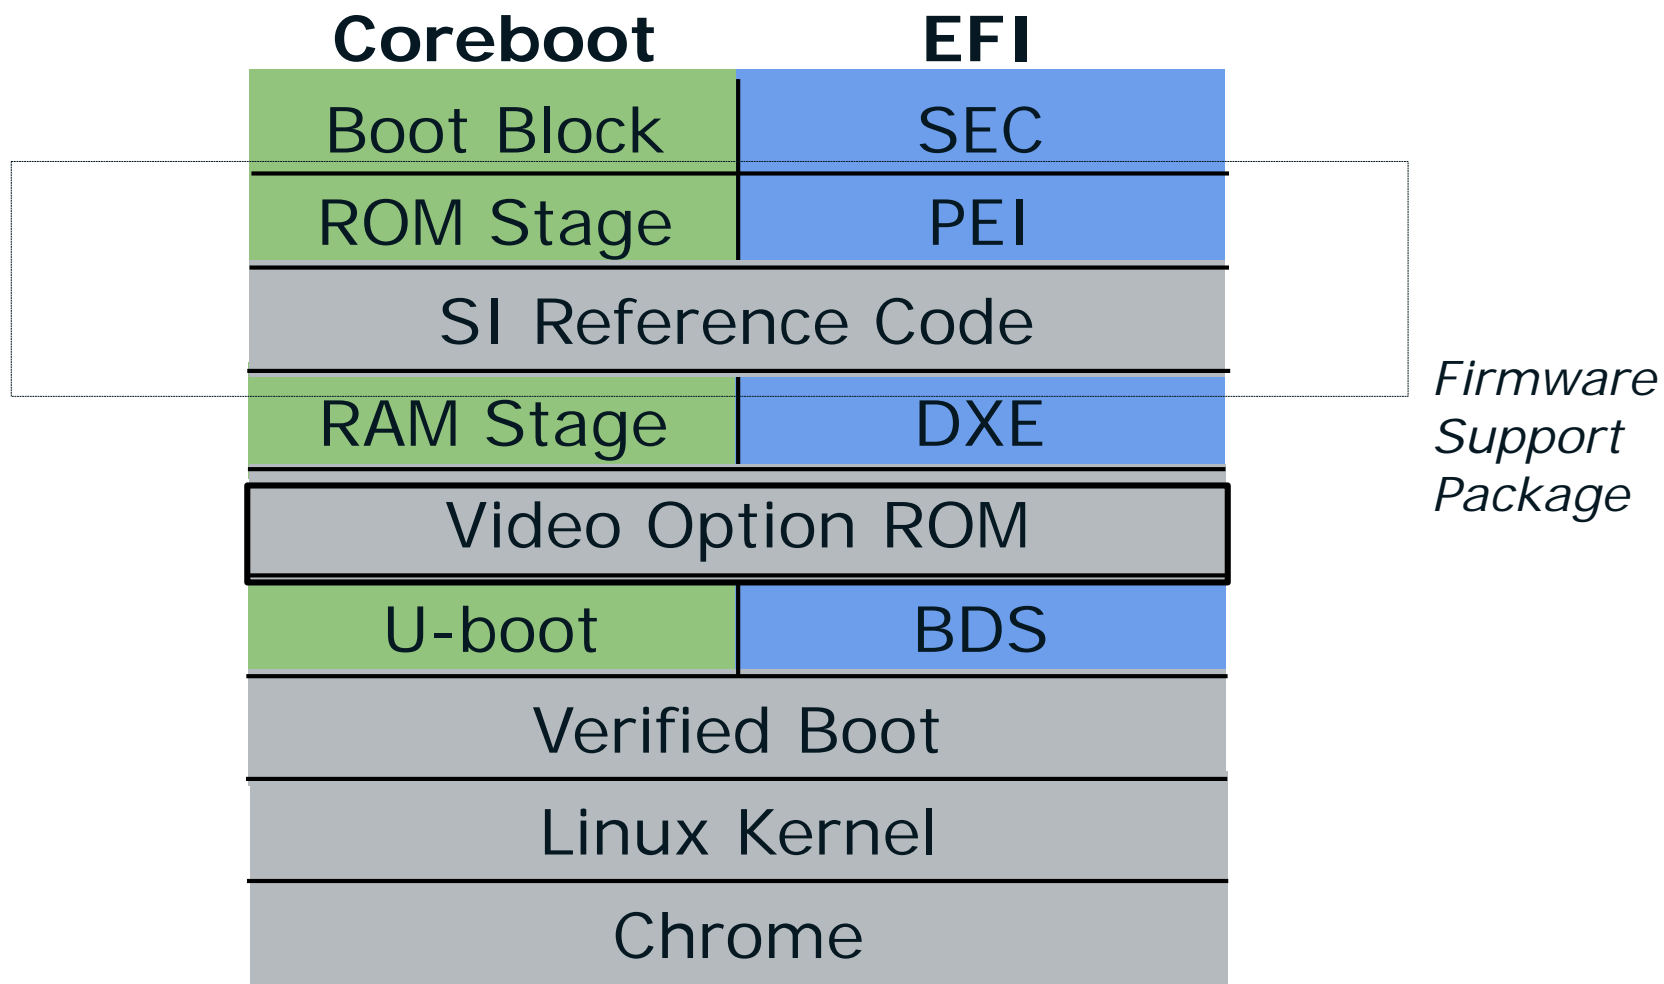 Coreboot EFI
Boot Block SEC
ROM Stage PEI
SI Reference Code
RAM Stage DXE
Video Option ROM
U-boot BDS
Verified Boot
Linux Kernel
Chrome
Firmware
Support
Package